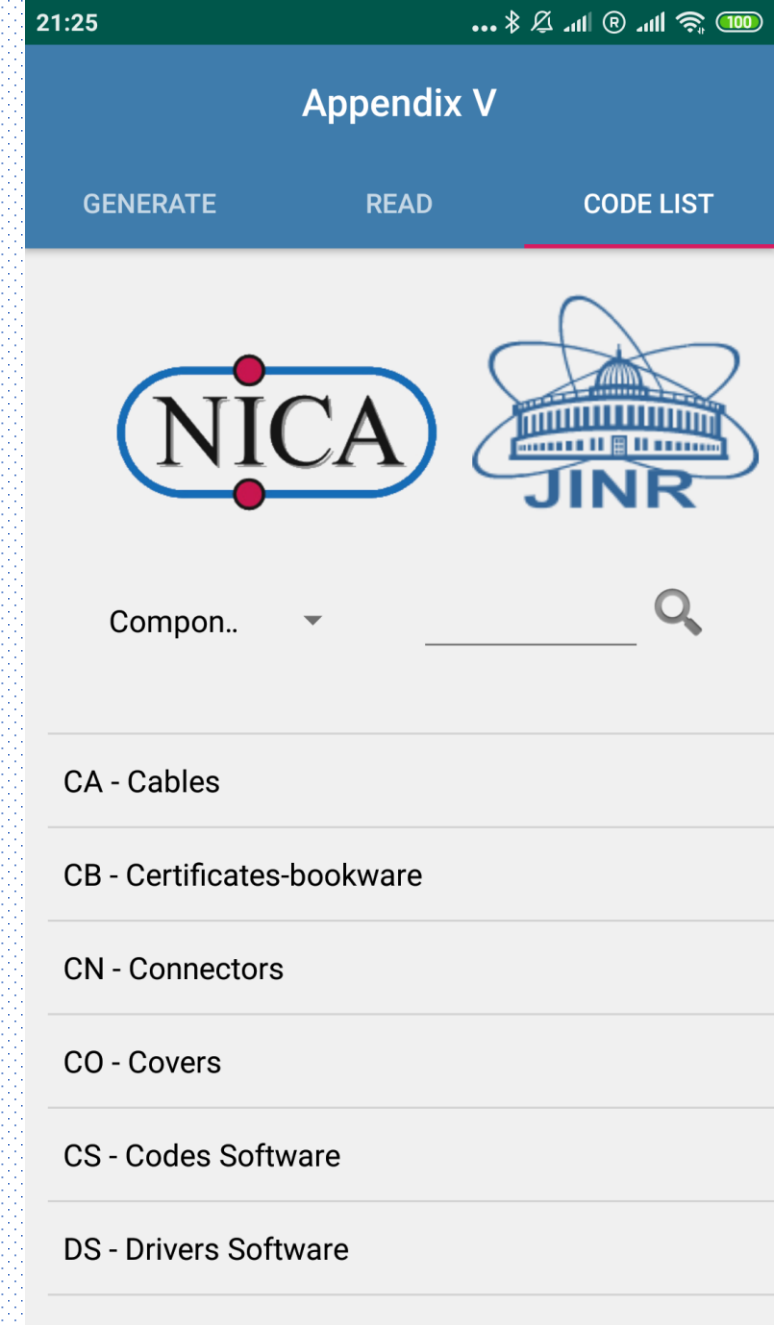 21:25 ... ® 100
Appendix V
GENERATE READ CODE LIST
NICA
JINR
Compon..
CA - Cables
CB - Certificates-bookware
CN - Connectors
CO - Covers
CS - Codes Software
DS - Drivers Software